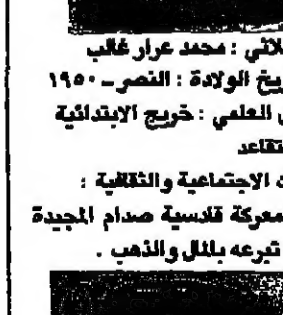 لاثي : محمد عرار غالب
ريخ الولادة : النصر ــ ١٩٥٠
العلمي : خريج الابتدائية
تقاعد
ت الاجتماعية والثقافية :
معركة قادسية صدام المجيدة
تبرعه بالمال والذهب .